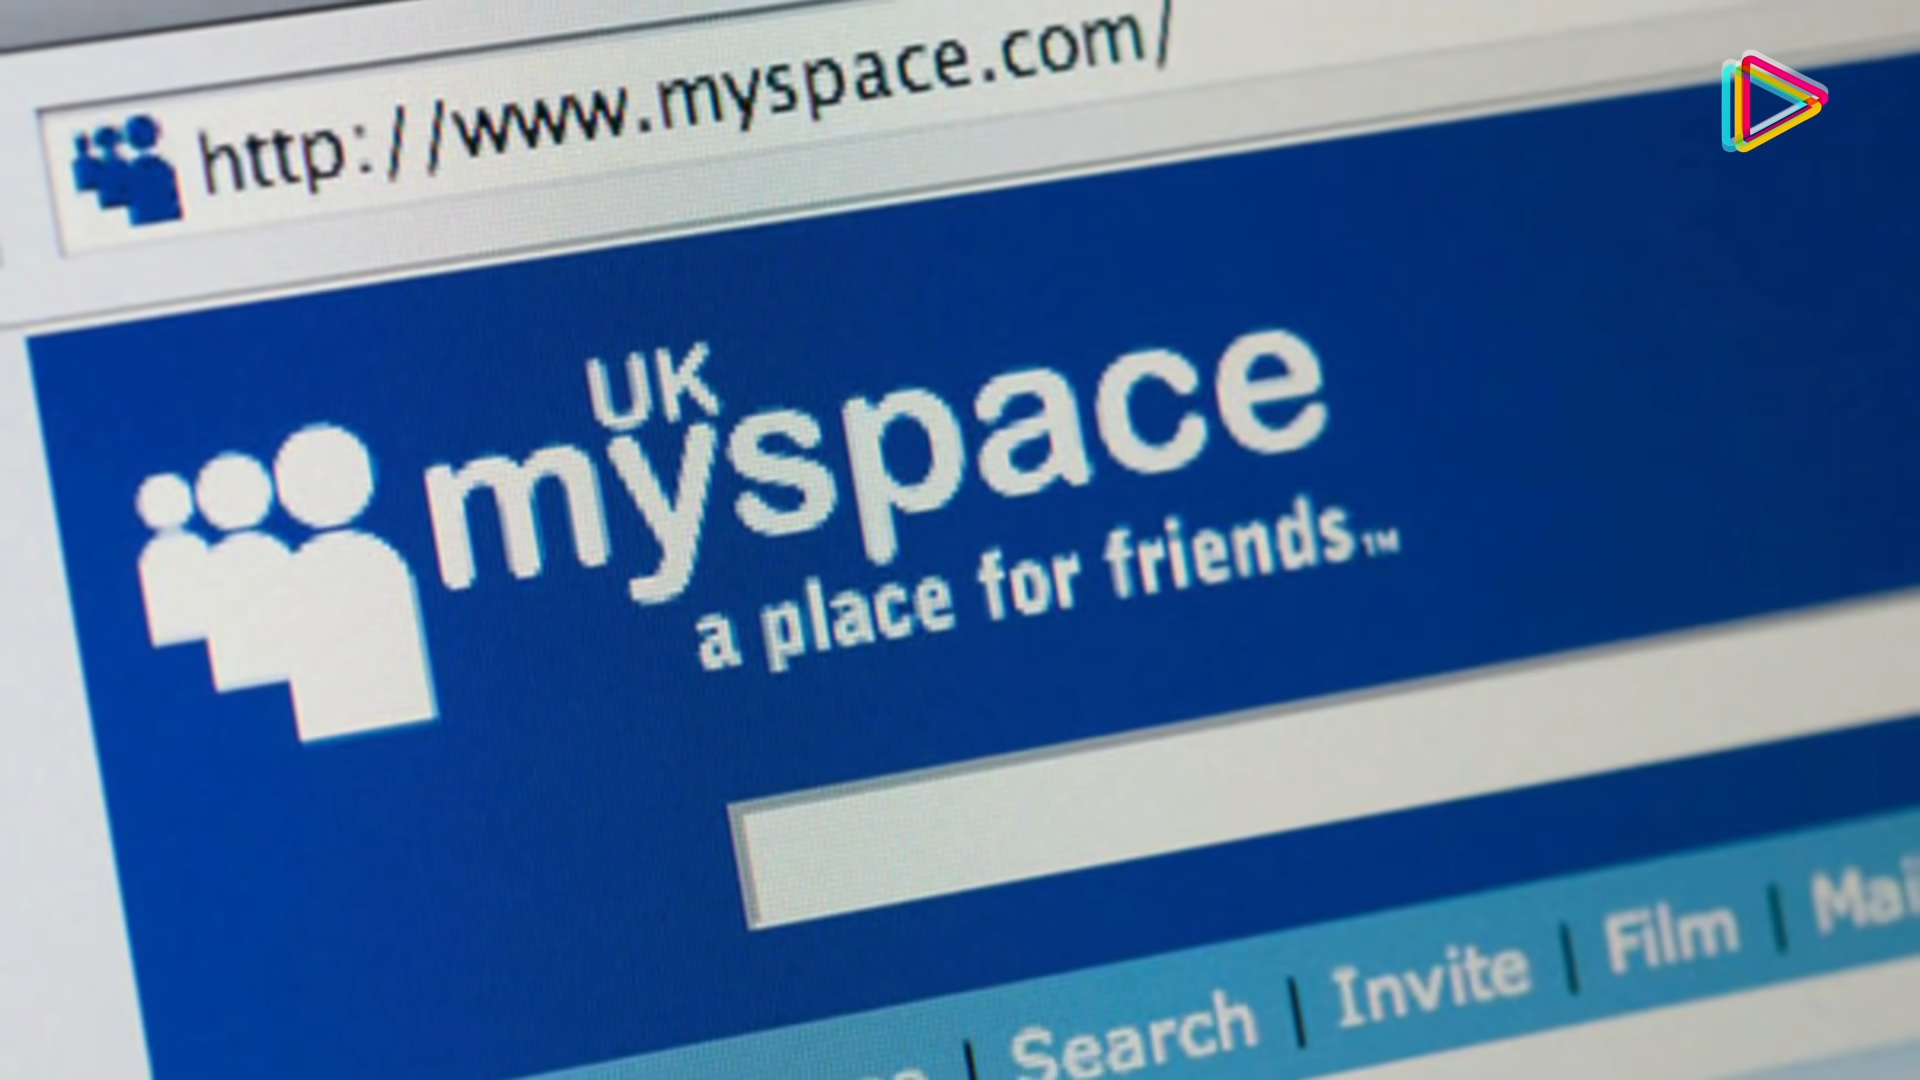 http://www.myspace.com/
UK
myspace
a place for friends™
| Search | Invite | Film |